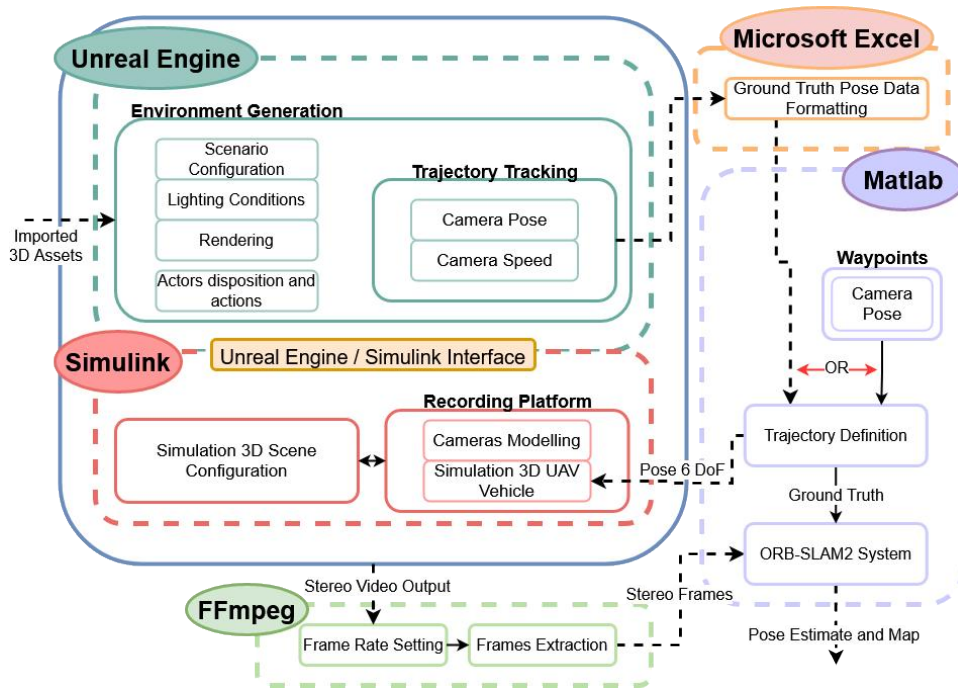 Unreal Engine
Environment Generation
Scenario
Configuration
Lighting Conditions
Rendering
Actors disposition and
actions
Trajectory Tracking
Camera Pose
Camera Speed
Imported
3D Assets
Microsoft Excel
Ground Truth Pose Data
Formatting
Matlab
Waypoints
Camera
Pose
OR
Trajectory Definition
Ground Truth
ORB-SLAM2 System
Pose Estimate and Map
Unreal Engine / Simulink Interface
Simulink
Simulation 3D Scene
Configuration
Recording Platform
Cameras Modelling
Simulation 3D UAV
Vehicle
Pose 6 DoF
Stereo Video Output
Stereo Frames
FFmpeg
Frame Rate Setting
Frames Extraction